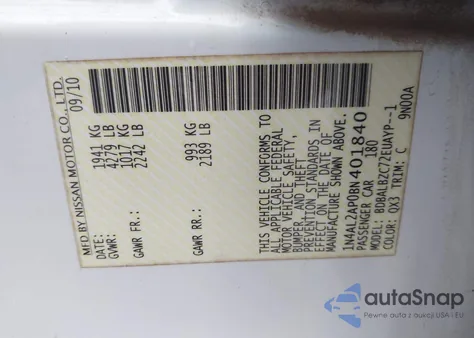 MFD BY NISSAN MOTOR CO., LTD.
09/10
DATE: 1941 KG
GVWR: 4279 LB
1017 KG
GAWR FR.: 2242 LB
993 KG
GAWR RR.: 2189 LB
THIS VEHICLE CONFORMS TO
ALL APPLICABLE FEDERAL
MOTOR VEHICLE SAFETY,
BUMPER, AND THEFT
PREVENTION STANDARDS IN
EFFECT ON THE DATE OF
MANUFACTURE SHOWN ABOVE.
1N4AL2AP0BN401840
PASSENGER CAR 180
MODEL: BDBALBZC72EUAYYP--1
COLOR: QX3 TRIM: C 9N00A
autoSnap
Pewne auto z aukcji USA i EU